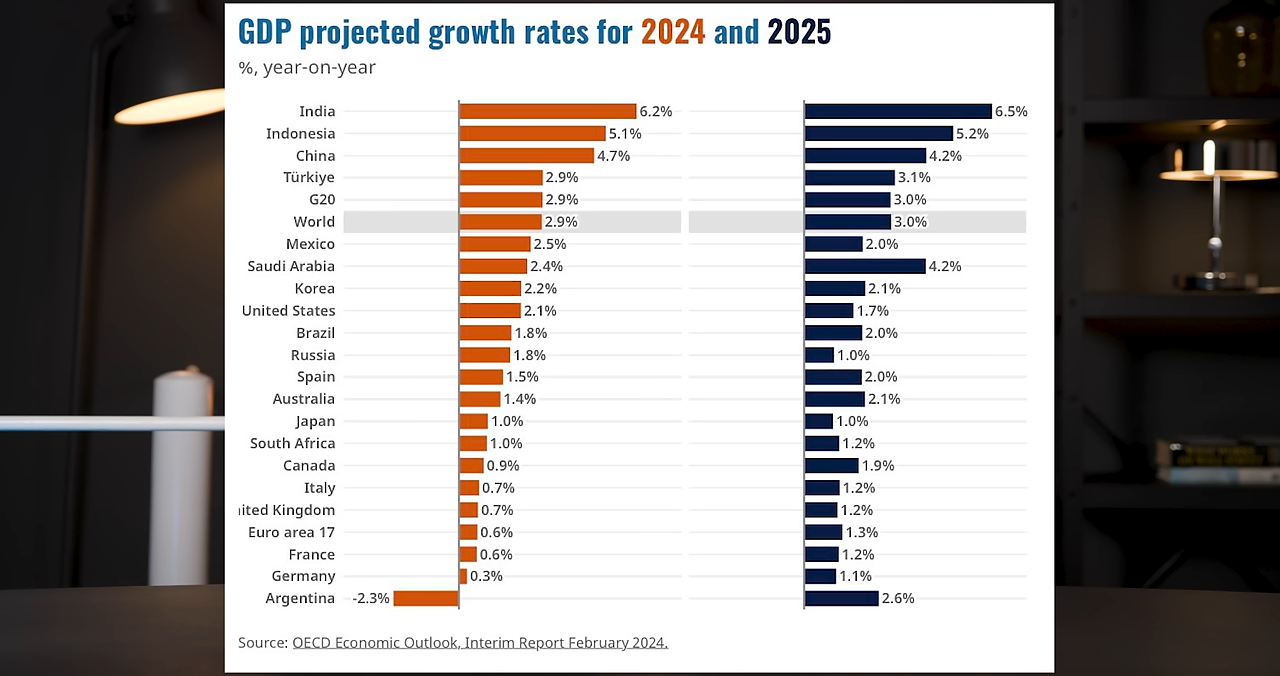 GDP projected growth rates for 2024 and 2025
%, year-on-year
India 6.2% 6.5%
Indonesia 5.1% 5.2%
China 4.7% 4.2%
Türkiye 2.9% 3.1%
G20 2.9% 3.0%
World 2.9% 3.0%
Mexico 2.5% 2.0%
Saudi Arabia 2.4% 4.2%
Korea 2.2% 2.1%
United States 2.1% 1.7%
Brazil 1.8% 2.0%
Russia 1.8% 1.0%
Spain 1.5% 2.0%
Australia 1.4% 2.1%
Japan 1.0% 1.0%
South Africa 1.0% 1.2%
Canada 0.9% 1.9%
Italy 0.7% 1.2%
ited Kingdom 0.7% 1.2%
Euro area 17 0.6% 1.3%
France 0.6% 1.2%
Germany 0.3% 1.1%
Argentina -2.3% 2.6%
Source: OECD Economic Outlook, Interim Report February 2024.